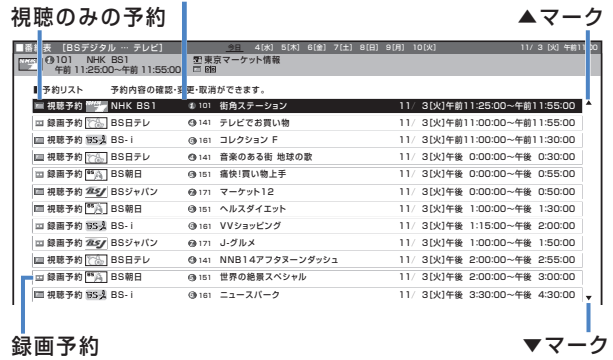 視聴のみの予約 ▲マーク
■番組表 [BSデジタル … テレビ] 今日 4[水] 5[木] 6[金] 7[土] 8[日] 9[月] 10[火] 11/ 3 [火] 午前11:00
101 NHK BS1 東京マーケット情報
午前 11:25:00~午前 11:55:00
■予約リスト 予約内容の確認・変更・取消ができます。
視聴予約 NHK BS1 101 街角ステーション 11/ 3[火]午前11:25:00~午前11:55:00
録画予約 BS日テレ 141 テレビでお買い物 11/ 3[火]午前11:00:00~午前11:30:00
視聴予約 BS-i BS- i 161 コレクション F 11/ 3[火]午前11:00:00~午前11:30:00
視聴予約 BS日テレ 141 音楽のある街 地球の歌 11/ 3[火]午後 0:00:00~午後 0:30:00
録画予約 BS朝日 151 痛快!買い物上手 11/ 3[火]午後 0:00:00~午後 0:55:00
視聴予約 BSジャパン 171 マーケット12 11/ 3[火]午後 0:00:00~午後 0:50:00
視聴予約 BS朝日 151 ヘルスダイエット 11/ 3[火]午後 1:00:00~午後 1:30:00
録画予約 BS-i BS- i 161 VVショッピング 11/ 3[火]午後 1:15:00~午後 2:00:00
録画予約 BSジャパン 171 J-グルメ 11/ 3[火]午後 1:00:00~午後 1:50:00
視聴予約 BS日テレ 141 NNB14アフタヌーンダッシュ 11/ 3[火]午後 2:00:00~午後 2:55:00
録画予約 BS朝日 151 世界の絶景スペシャル 11/ 3[火]午後 2:00:00~午後 3:00:00
視聴予約 BS-i BS- i 161 ニュースパーク 11/ 3[火]午後 3:30:00~午後 4:30:00
録画予約 ▼マーク